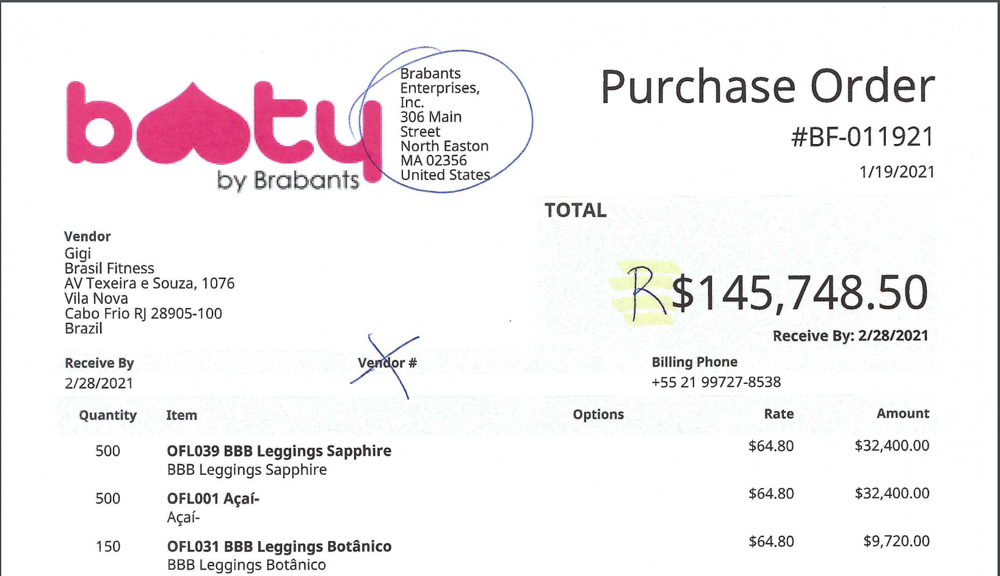 booty
by Brabants
Brabants
Enterprises,
Inc.
306 Main
Street
North Easton
MA 02356
United States
Purchase Order
#BF-011921
1/19/2021
TOTAL
R $145,748.50
Receive By: 2/28/2021
Vendor
Gigi
Brasil Fitness
AV Texeira e Souza, 1076
Vila Nova
Cabo Frio RJ 28905-100
Brazil
Receive By Vendor # Billing Phone
2/28/2021 +55 21 99727-8538
Quantity Item Options Rate Amount
500 OFL039 BBB Leggings Sapphire $64.80 $32,400.00
BBB Leggings Sapphire
500 OFL001 Açaí- $64.80 $32,400.00
Açaí-
150 OFL031 BBB Leggings Botânico $64.80 $9,720.00
BBB Leggings Botânico